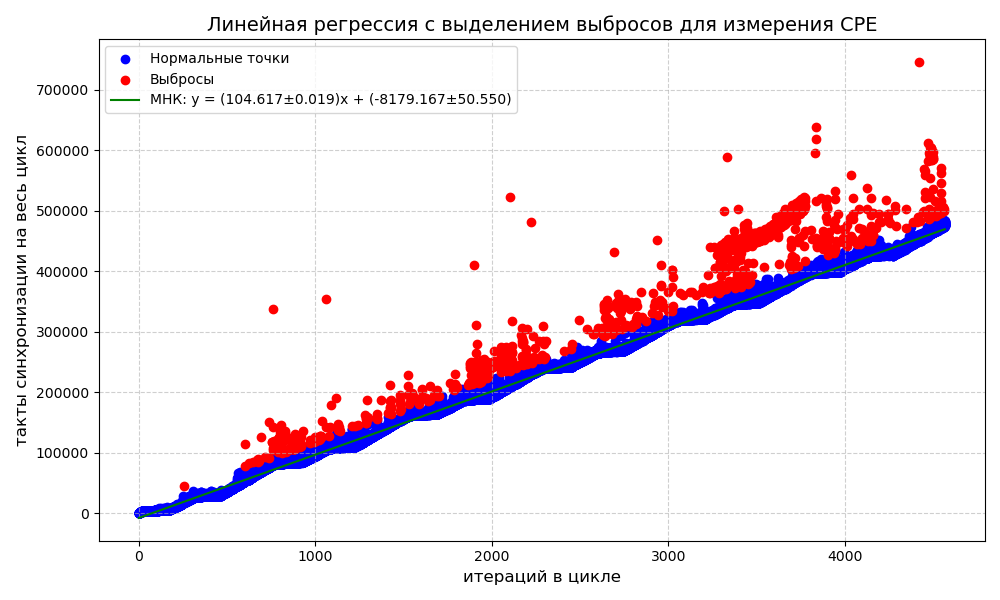 Линейная регрессия с выделением выбросов для измерения CPE
Нормальные точки
Выбросы
МНК: y = (104.617±0.019)x + (-8179.167±50.550)
такты синхронизации на весь цикл
700000
600000
500000
400000
300000
200000
100000
0
0 1000 2000 3000 4000
итераций в цикле